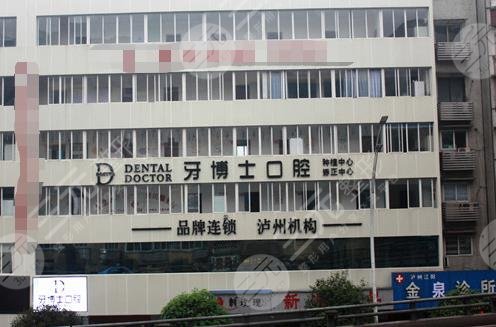 DENTAL
DOCTOR
牙博士口腔
种植中心
矫正中心
品牌连锁 泸州机构
牙博士口腔
泸州江阳
金泉诊所
新